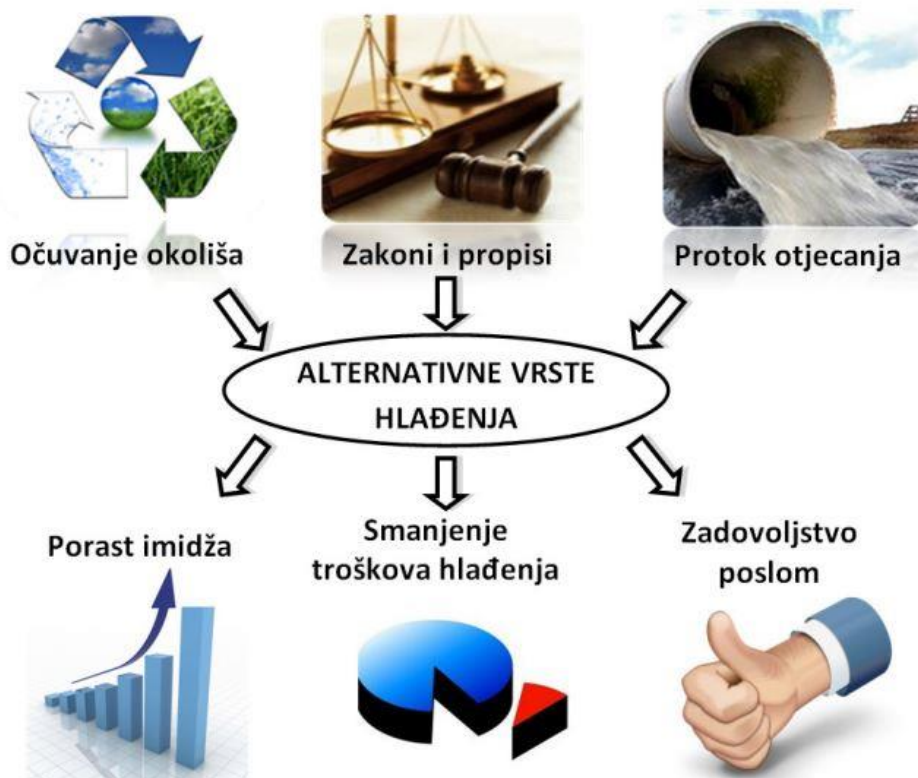 Očuvanje okoliša
Zakoni i propisi
Protok otjecanja
ALTERNATIVNE VRSTE
HLAĐENJA
Porast imidža
Smanjenje
troškova hlađenja
Zadovoljstvo
poslom